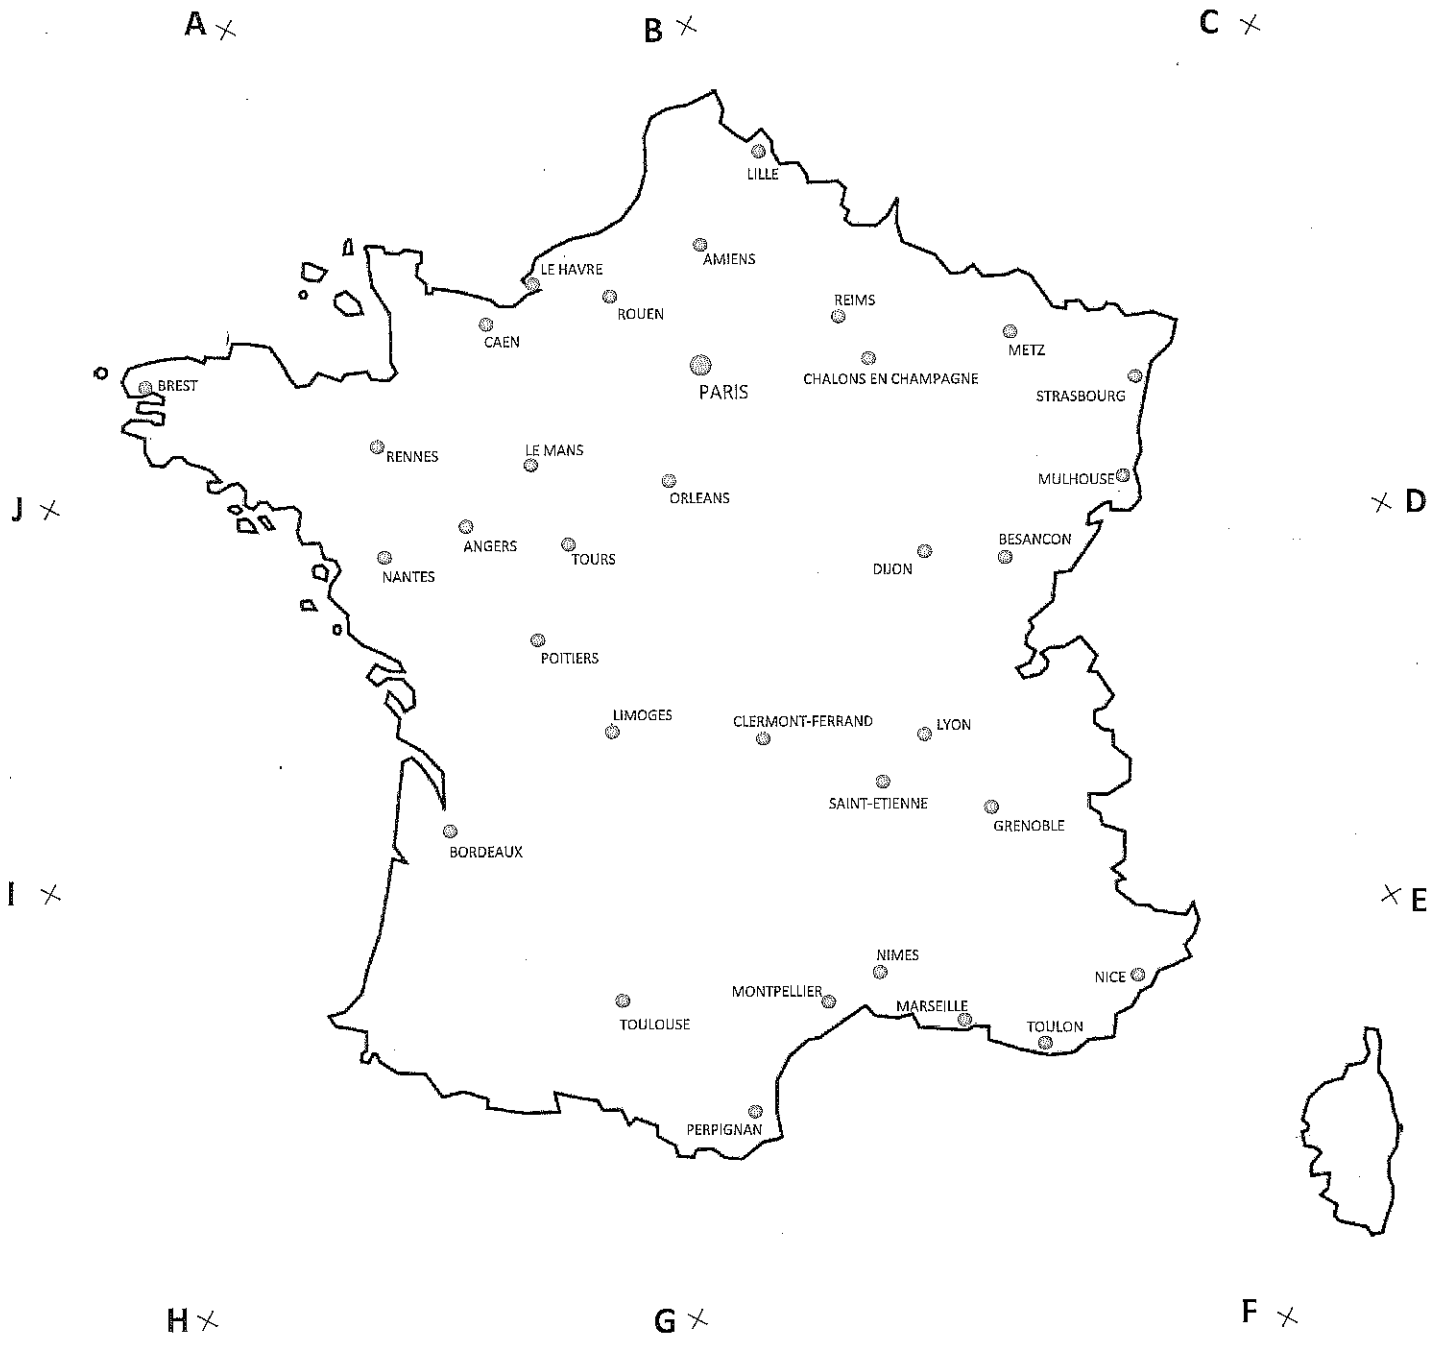 A
B
C
LILLE
AMIENS
LE HAVRE
ROUEN
REIMS
CAEN
METZ
CHALONS EN CHAMPAGNE
BREST
PARIS
STRASBOURG
RENNES
LE MANS
MULHOUSE
ORLEANS
J
D
ANGERS
BESANCON
TOURS
DIJON
NANTES
POITIERS
LIMOGES
CLERMONT-FERRAND
LYON
SAINT-ETIENNE
GRENOBLE
BORDEAUX
I
E
NIMES
NICE
MONTPELLIER
MARSEILLE
TOULOUSE
TOULON
PERPIGNAN
H
G
F